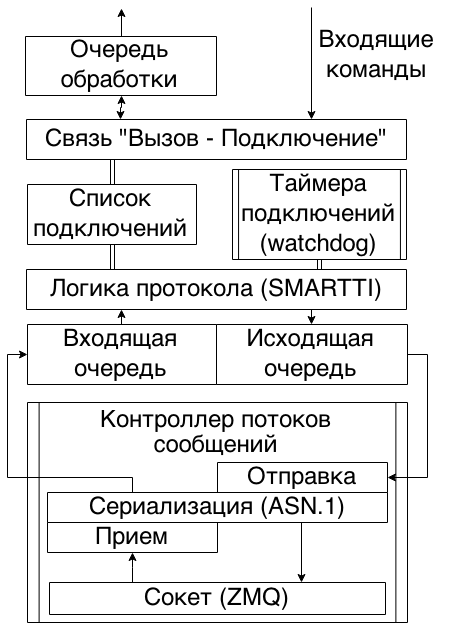 Очередь
обработки
Входящие
команды
Связь "Вызов - Подключение"
Список
подключений
Таймера
подключений
(watchdog)
Логика протокола (SMARTTI)
Входящая
очередь
Исходящая
очередь
Контроллер потоков
сообщений
Отправка
Сериализация (ASN.1)
Прием
Сокет (ZMQ)